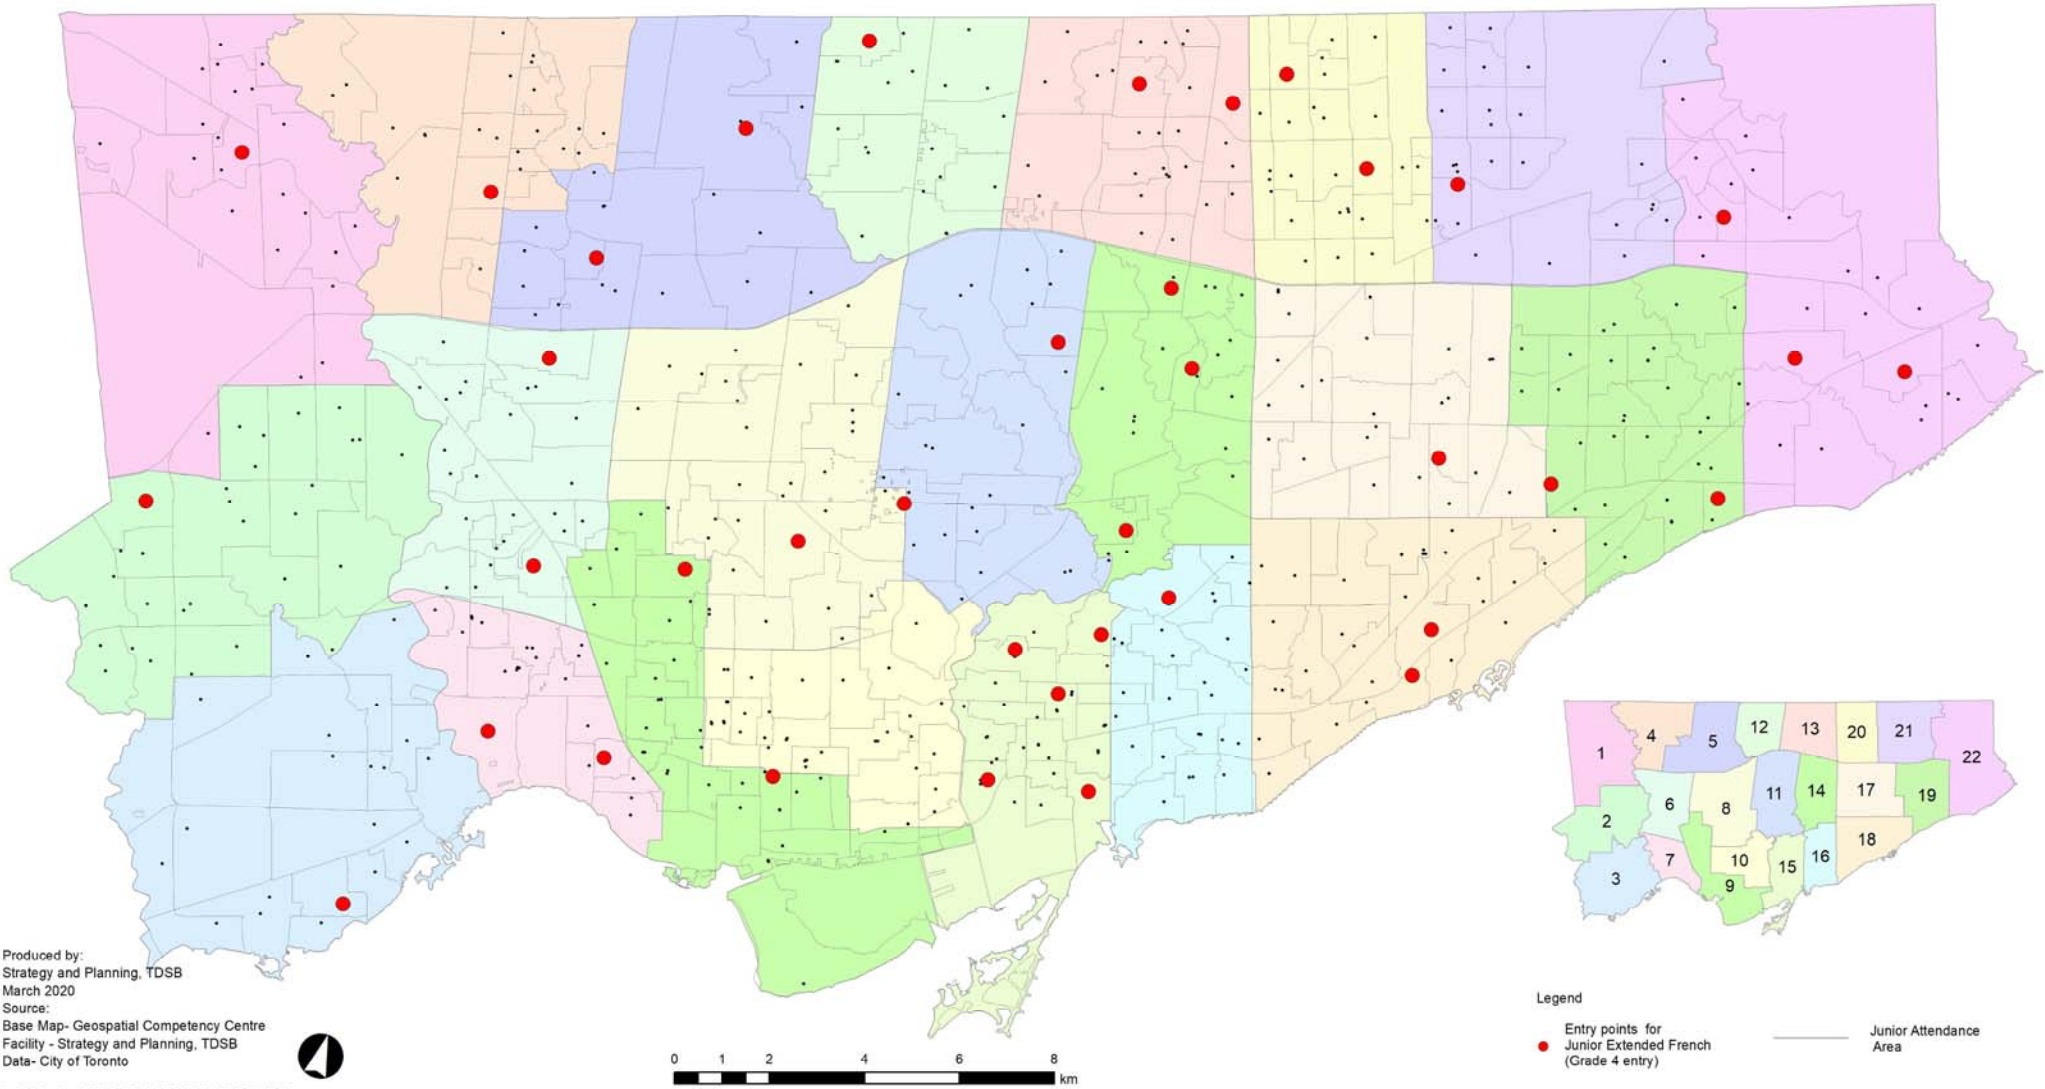 1
4
5
12
13
20
21
22
6
8
11
14
17
19
2
18
7
10
15
16
3
9
Produced by:
Strategy and Planning, TDSB
March 2020
Source:
Base Map- Geospatial Competency Centre
Facility - Strategy and Planning, TDSB
Data- City of Toronto
0 1 2 4 6 8
km
Legend
Entry points for
Junior Extended French
(Grade 4 entry)
Junior Attendance
Area